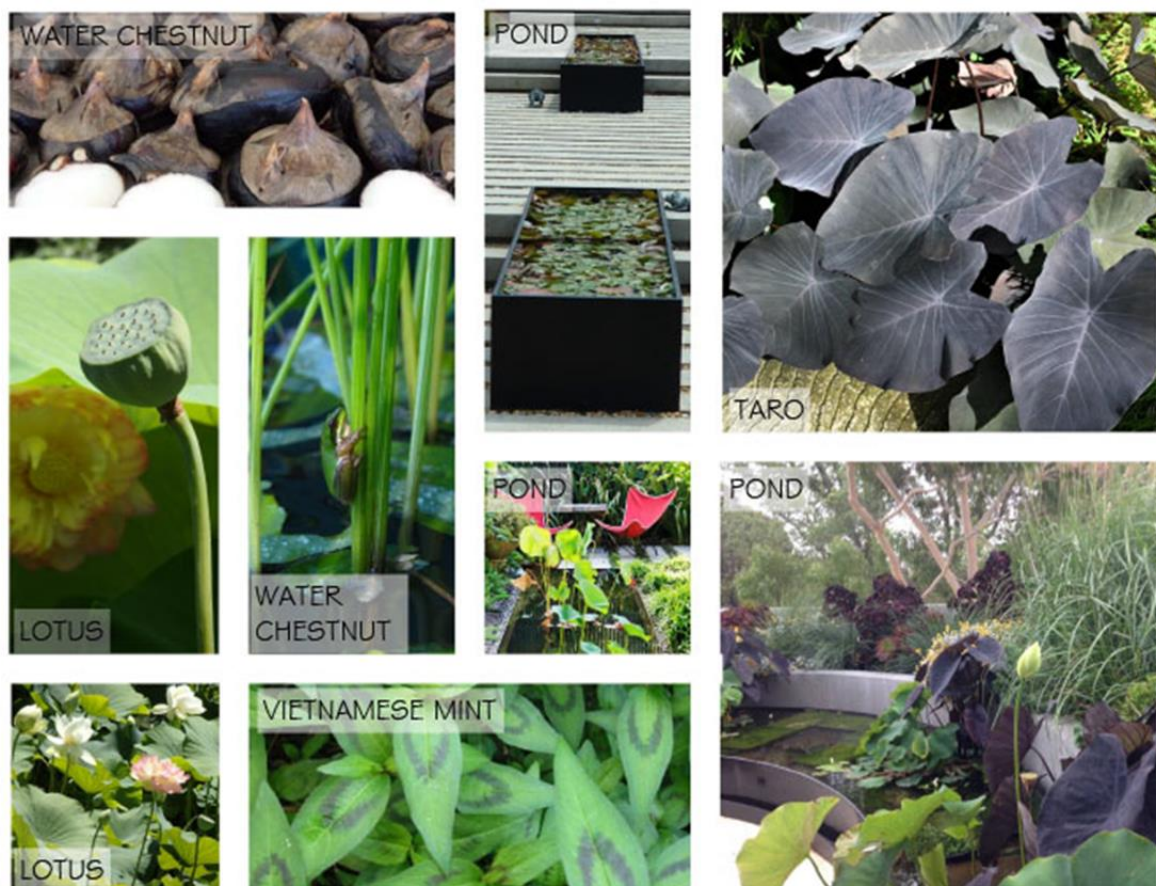 WATER CHESTNUT
POND
TARO
LOTUS
WATER
CHESTNUT
POND
POND
LOTUS
VIETNAMESE MINT